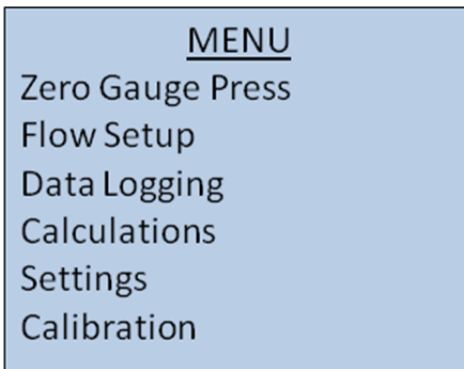 MENU
Zero Gauge Press
Flow Setup
Data Logging
Calculations
Settings
Calibration